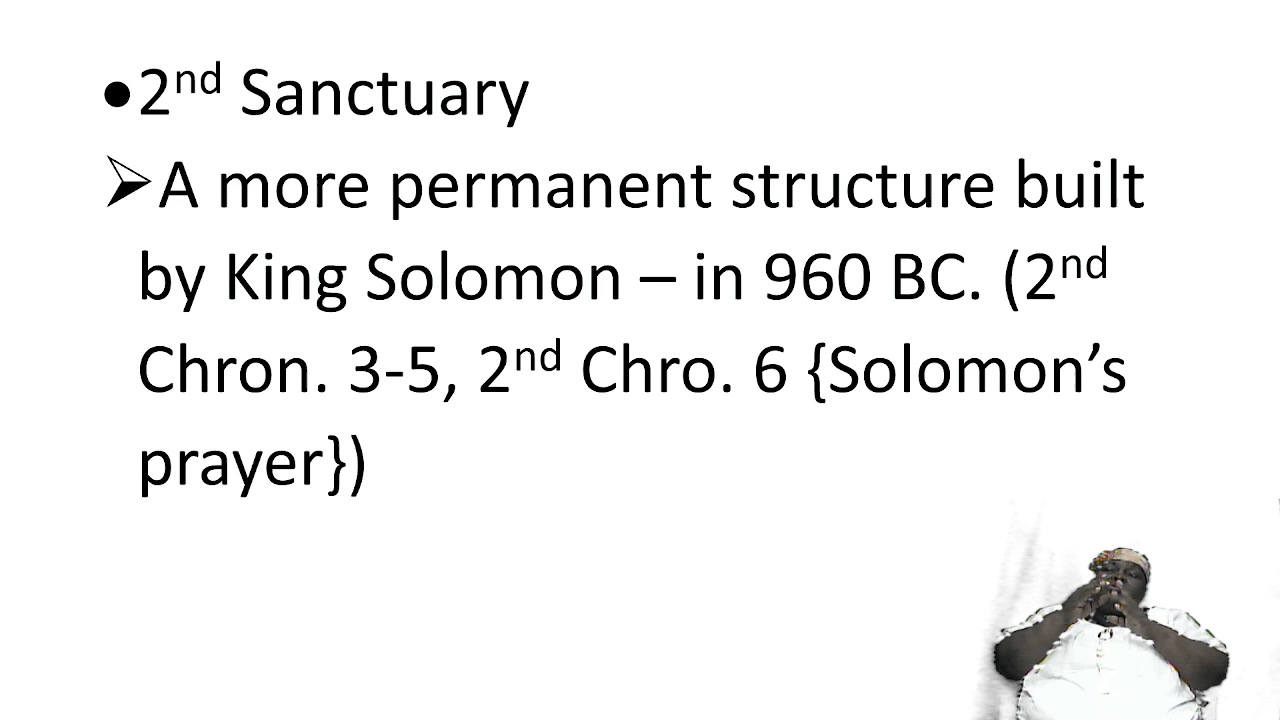 •2nd Sanctuary
➢A more permanent structure built
by King Solomon – in 960 BC. (2nd
Chron. 3-5, 2nd Chro. 6 {Solomon’s
prayer})